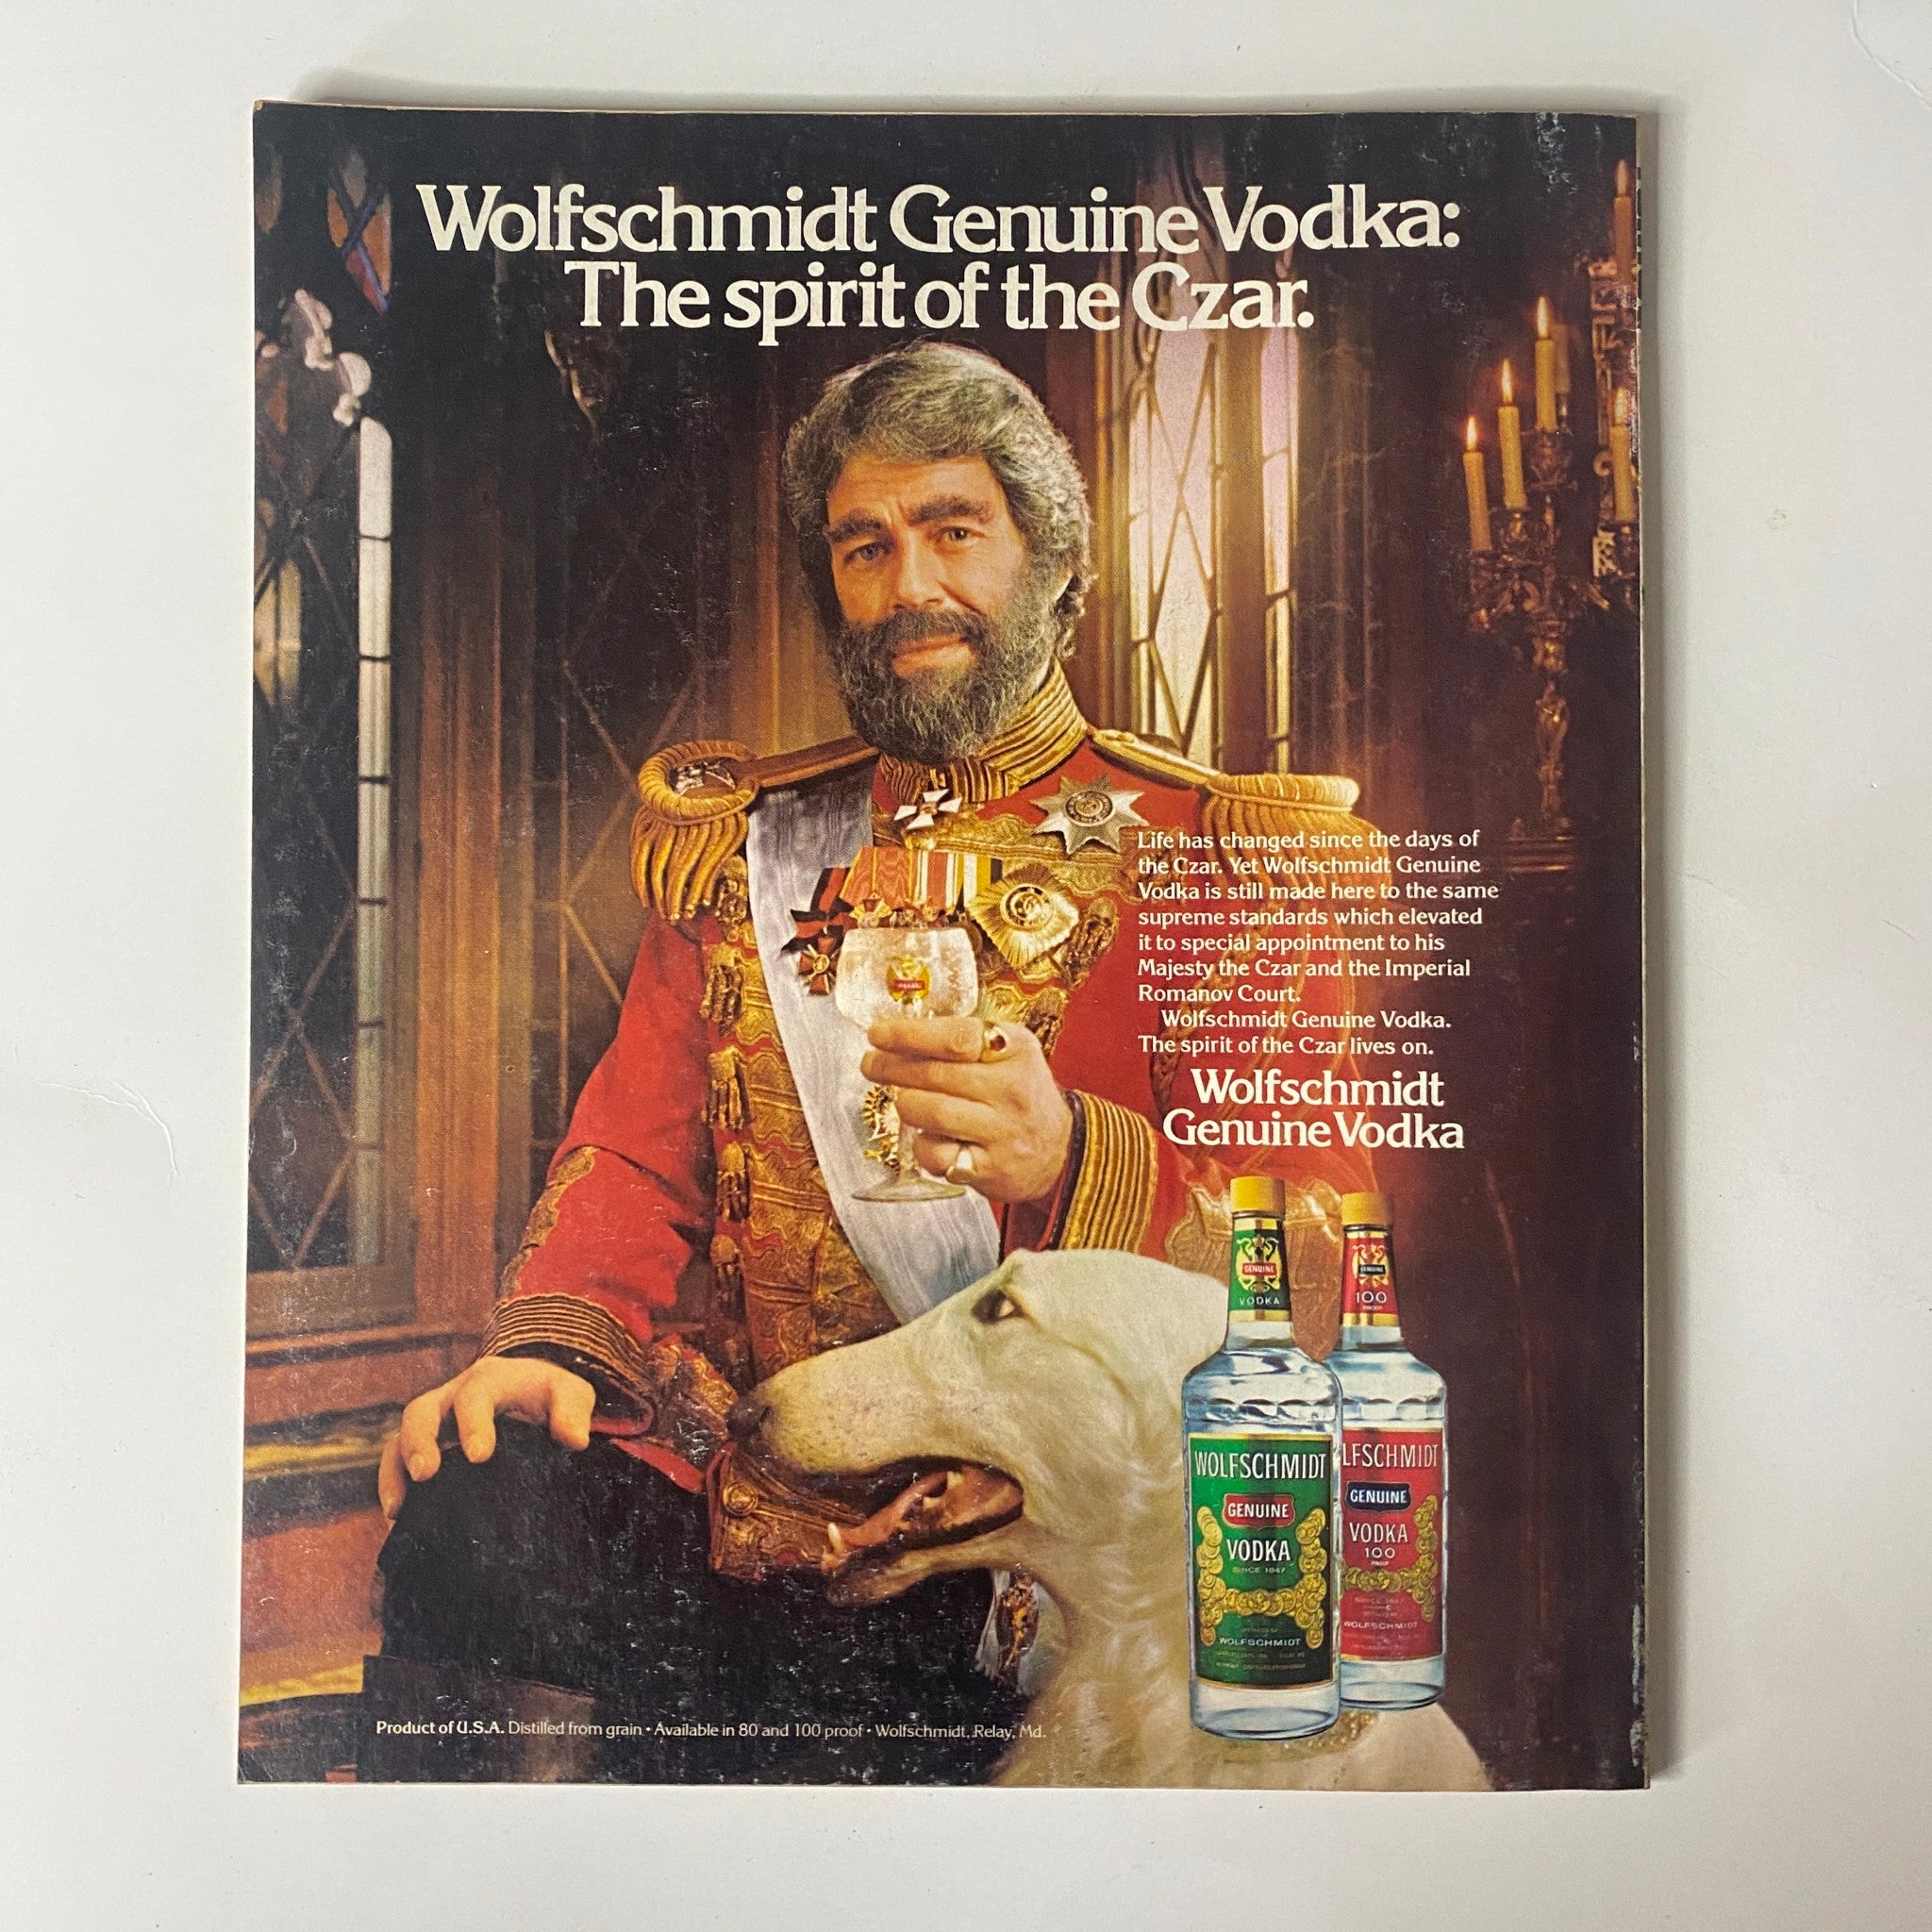 Wolfschmidt Genuine Vodka:
The spirit of the Czar.
Life has changed since the days of
the Czar. Yet Wolfschmidt Genuine
Vodka is still made here to the same
supreme standards which elevated
it to special appointment to his
Majesty the Czar and the Imperial
Romanov Court.
Wolfschmidt Genuine Vodka.
The spirit of the Czar lives on.
Wolfschmidt
Genuine Vodka
GENUINE
VODKA
GENUINE
100
PROOF
WOLFSCHMIDT
GENUINE
VODKA
SINCE 1847
WOLFSCHMIDT
LFSCHMIDT
GENUINE
VODKA
100
PROOF
WOLFSCHMIDT
Product of U.S.A. Distilled from grain • Available in 80 and 100 proof • Wolfschmidt, Relay, Md.